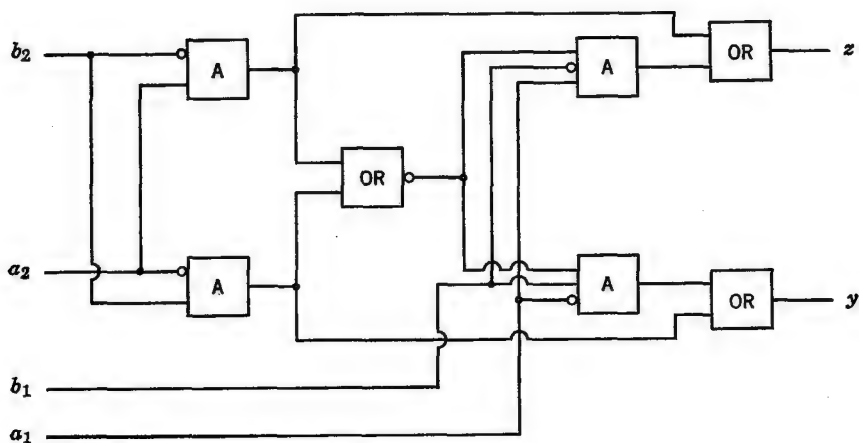 b₂ A OR z
A
OR
a₂ A A OR y
b₁
a₁